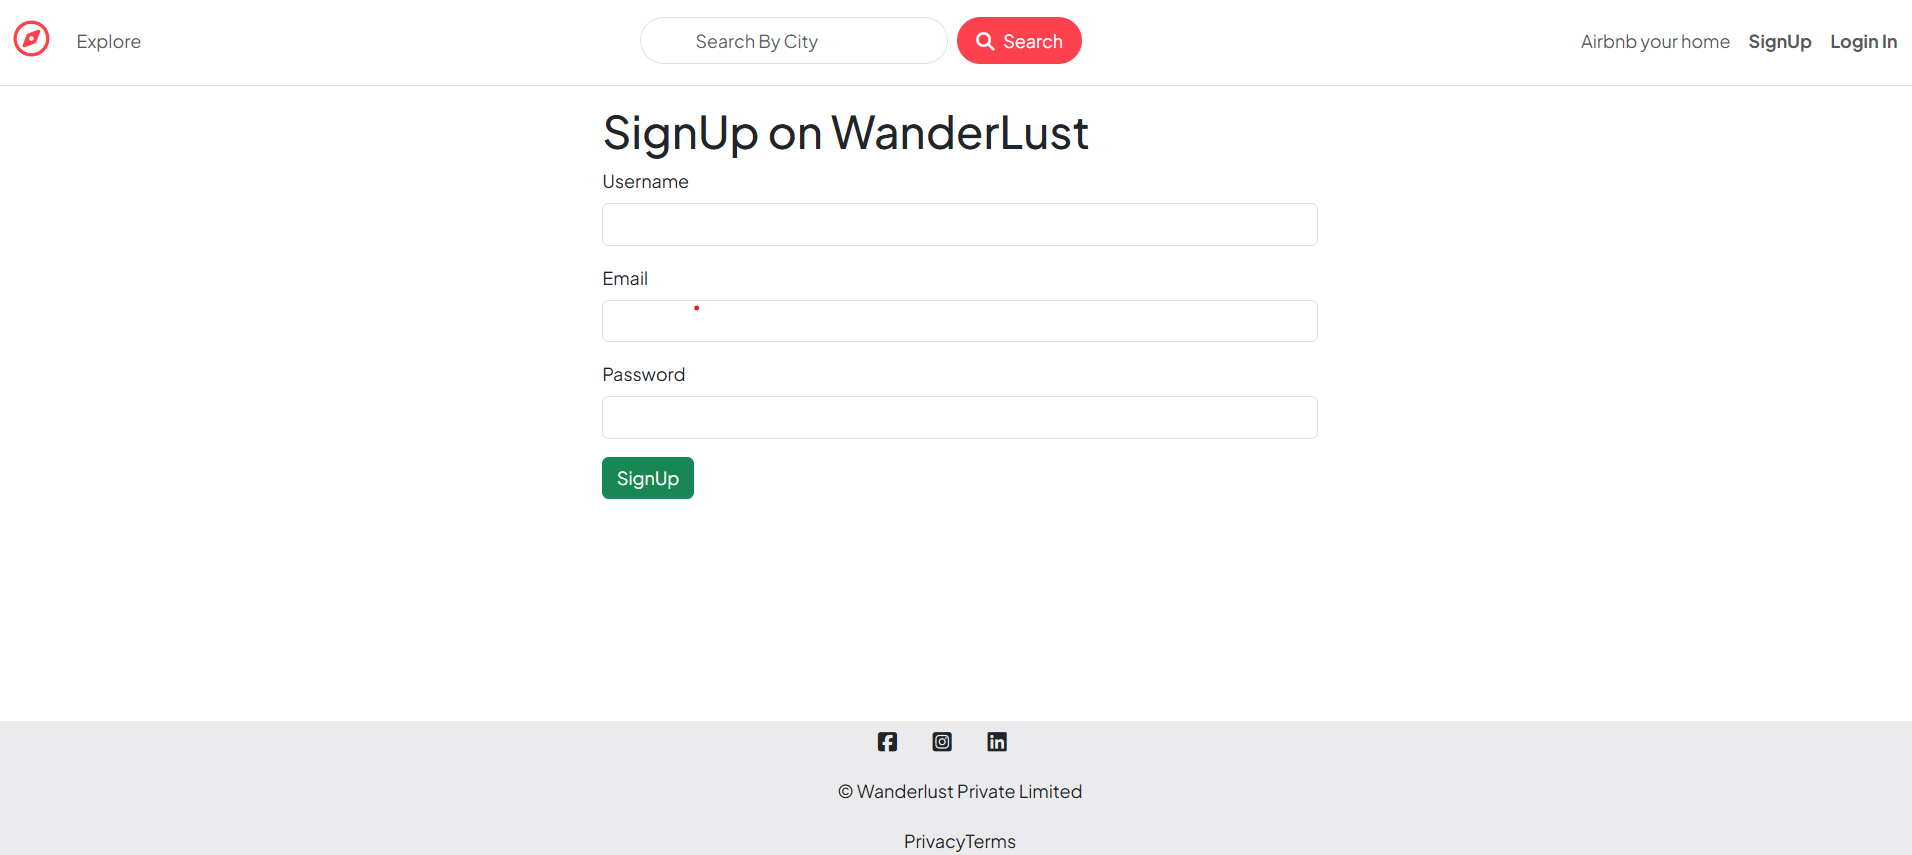 Explore
Search By City
Search
Airbnb your home
SignUp
Login In
SignUp on WanderLust
Username
Email
Password
SignUp
© Wanderlust Private Limited
PrivacyTerms